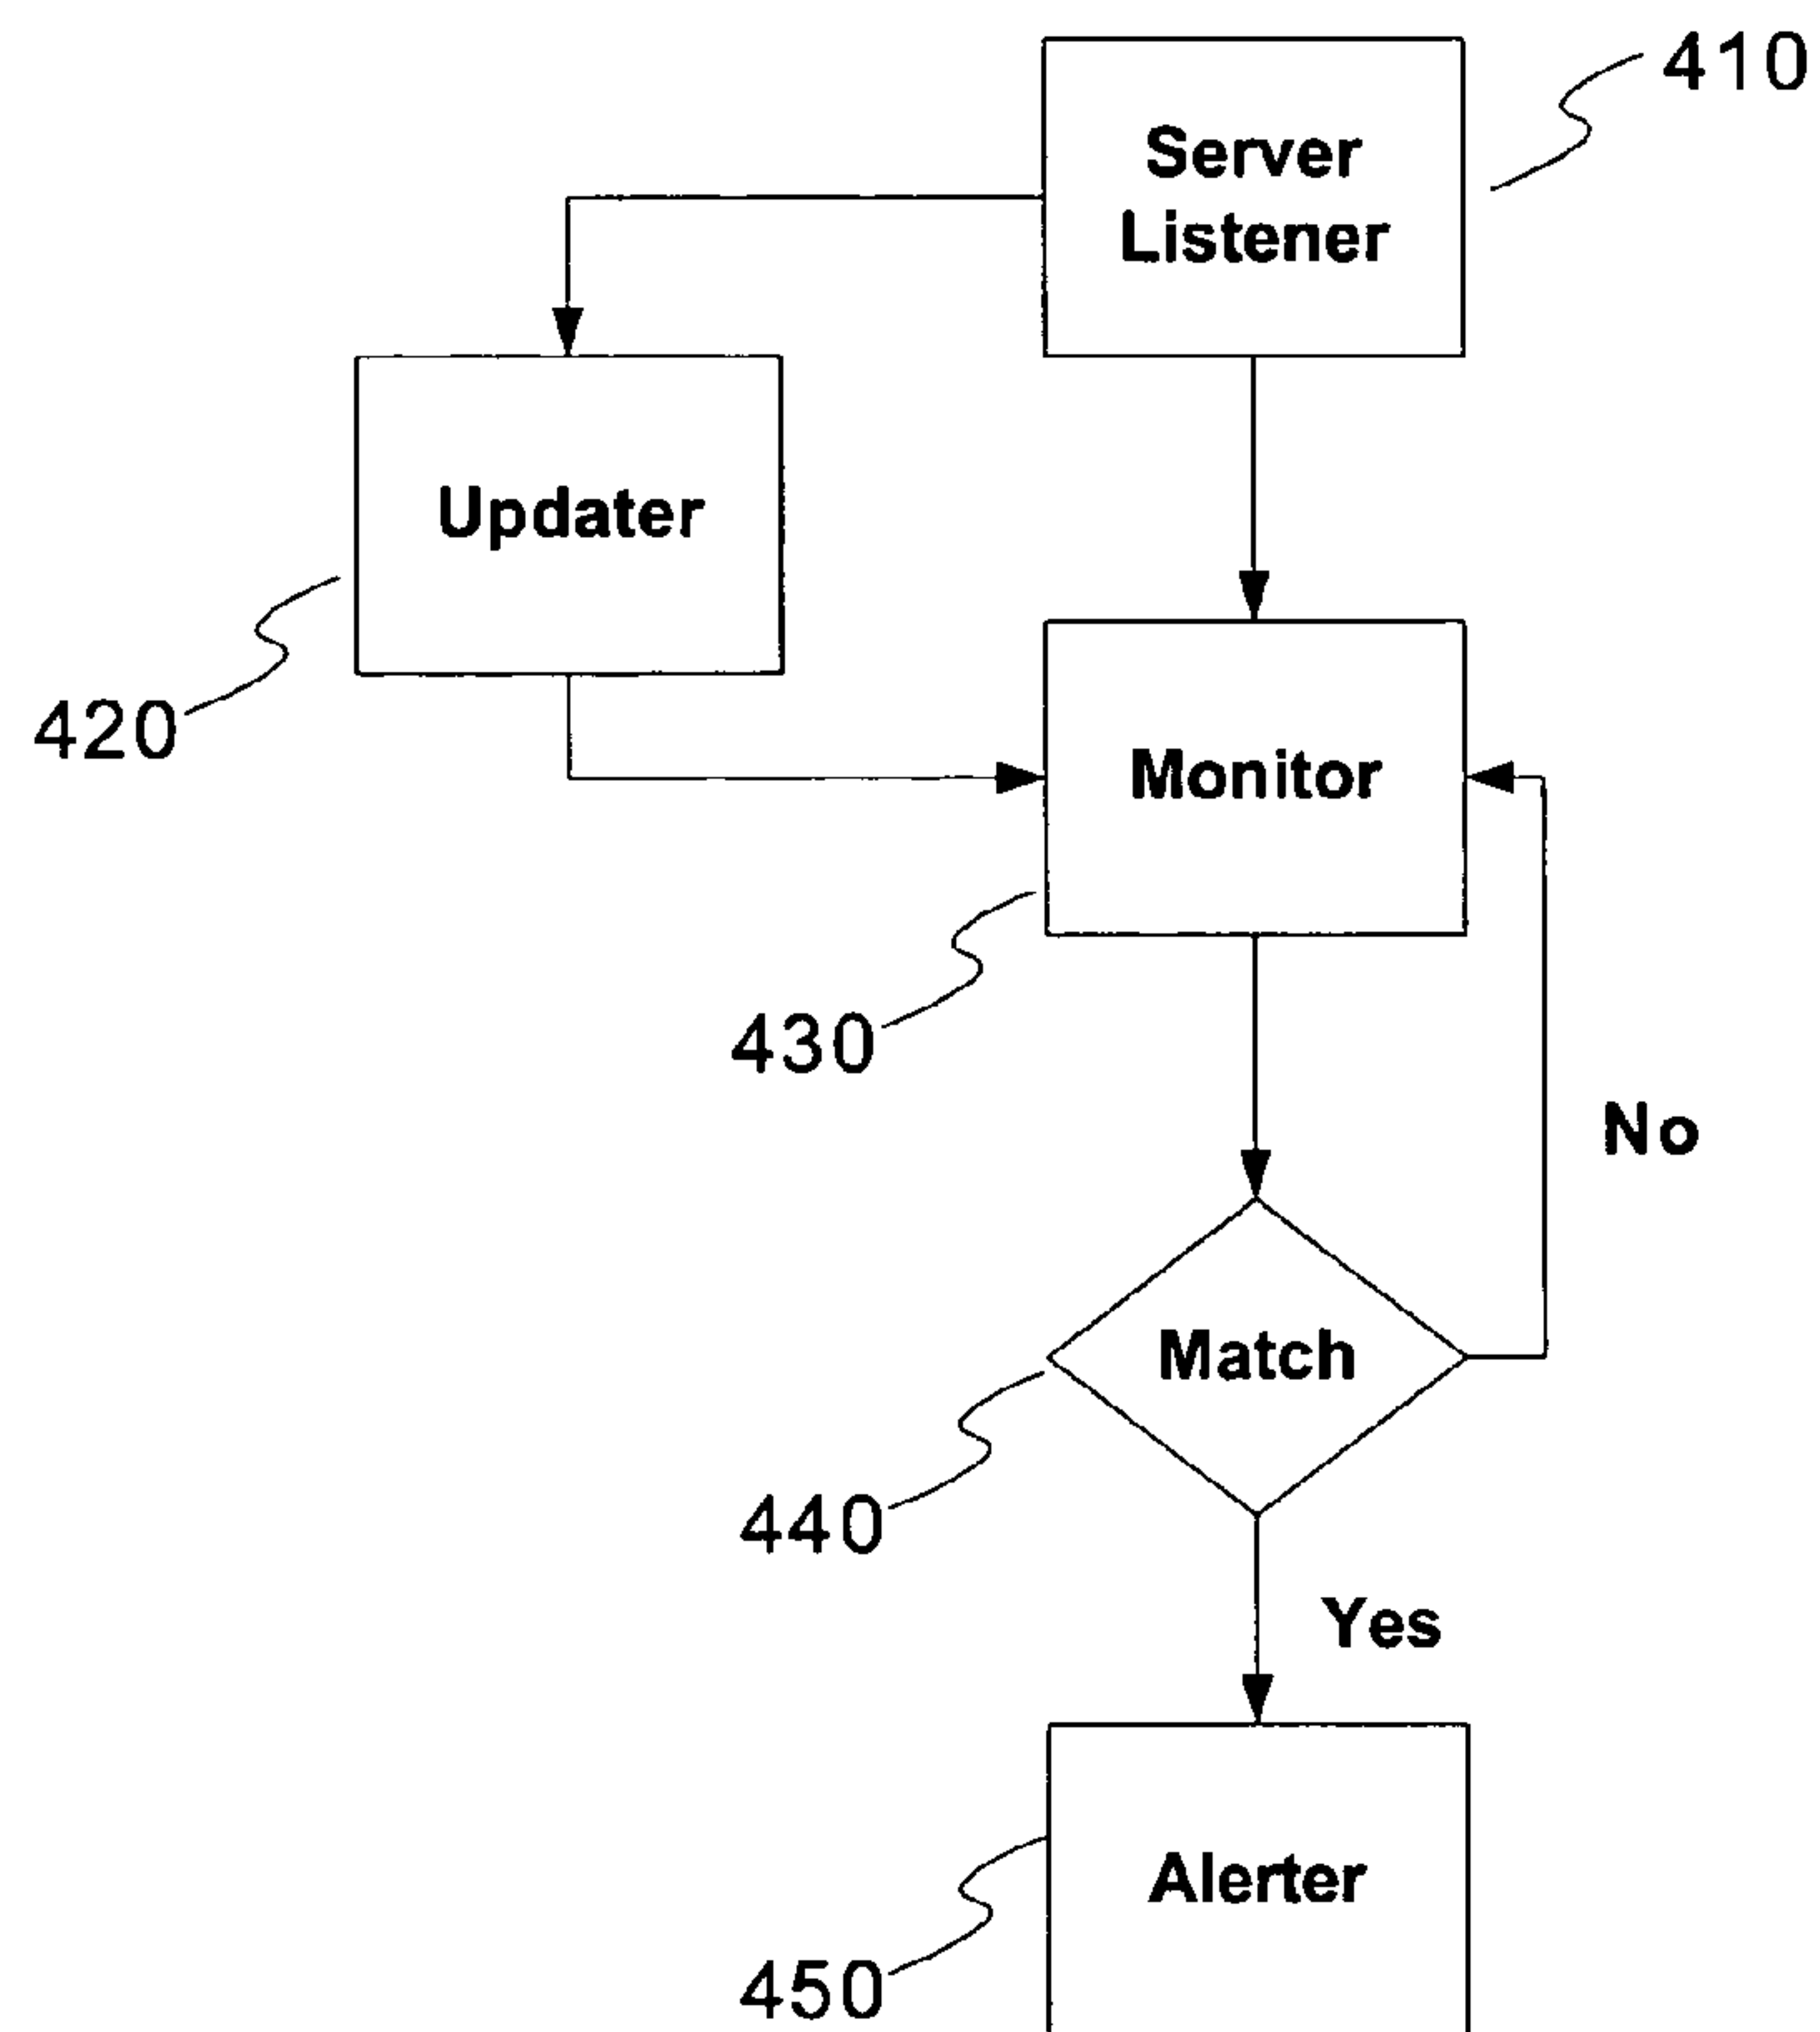 410
Server
Listener
Updater
420
Monitor
430
No
Match
440
Yes
Alerter
450